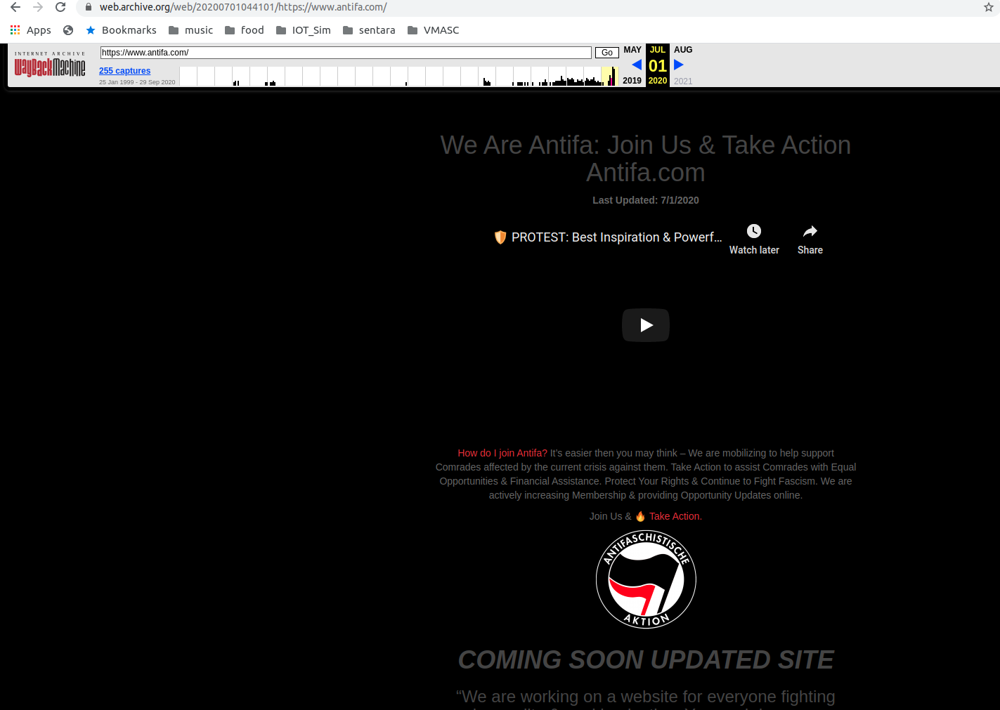 web.archive.org/web/20200701044101/https://www.antifa.com/
Apps Bookmarks music food IOT_Sim sentara VMASC
INTERNET ARCHIVE
WayBackMachine
https://www.antifa.com/
Go
MAY JUL AUG
255 captures
01
25 Jan 1999 - 29 Sep 2020
2019 2020 2021
We Are Antifa: Join Us & Take Action
Antifa.com
Last Updated: 7/1/2020
PROTEST: Best Inspiration & Powerf...
Watch later
Share
How do I join Antifa? It's easier then you may think – We are mobilizing to help support
Comrades affected by the current crisis against them. Take Action to assist Comrades with Equal
Opportunities & Financial Assistance. Protect Your Rights & Continue to Fight Fascism. We are
actively increasing Membership & providing Opportunity Updates online.
Join Us & 🔥 Take Action.
ANTIFASCHISTISCHE
AKTION
COMING SOON UPDATED SITE
“We are working on a website for everyone fighting